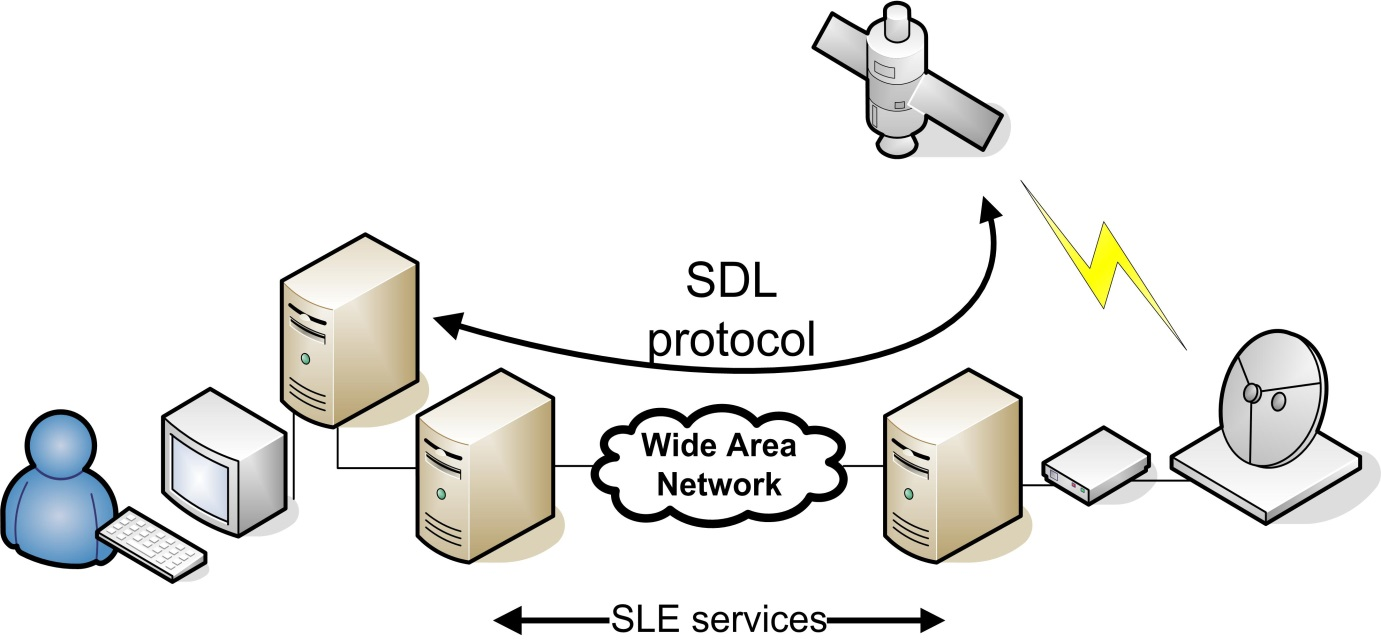 SDL
protocol
Wide Area
Network
SLE services